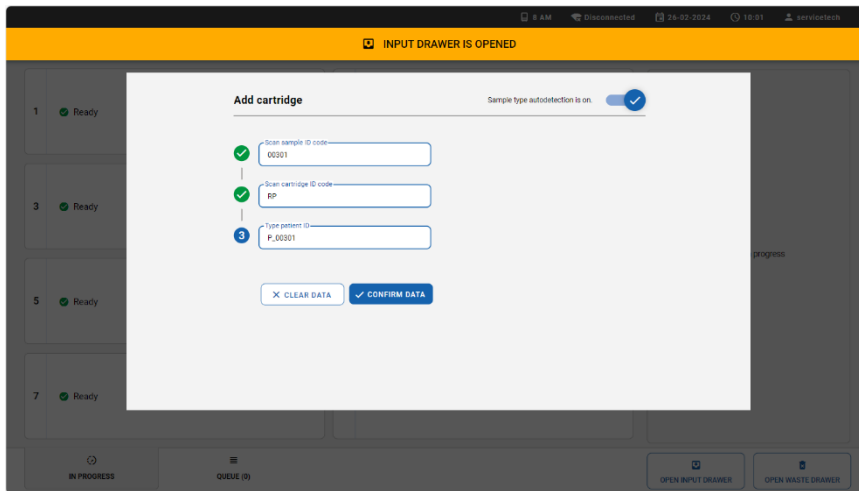 8 AM Disconnected 26-02-2024 10:01 servicetech
INPUT DRAWER IS OPENED
Add cartridge
Sample type autodetection is on.
1 Ready
Scan sample ID code
00301
Scan cartridge ID code
RP
3 Ready
Type patient ID
3 P_00301
progress
5 Ready
CLEAR DATA CONFIRM DATA
7 Ready
IN PROGRESS
QUEUE (0)
OPEN INPUT DRAWER
OPEN WASTE DRAWER